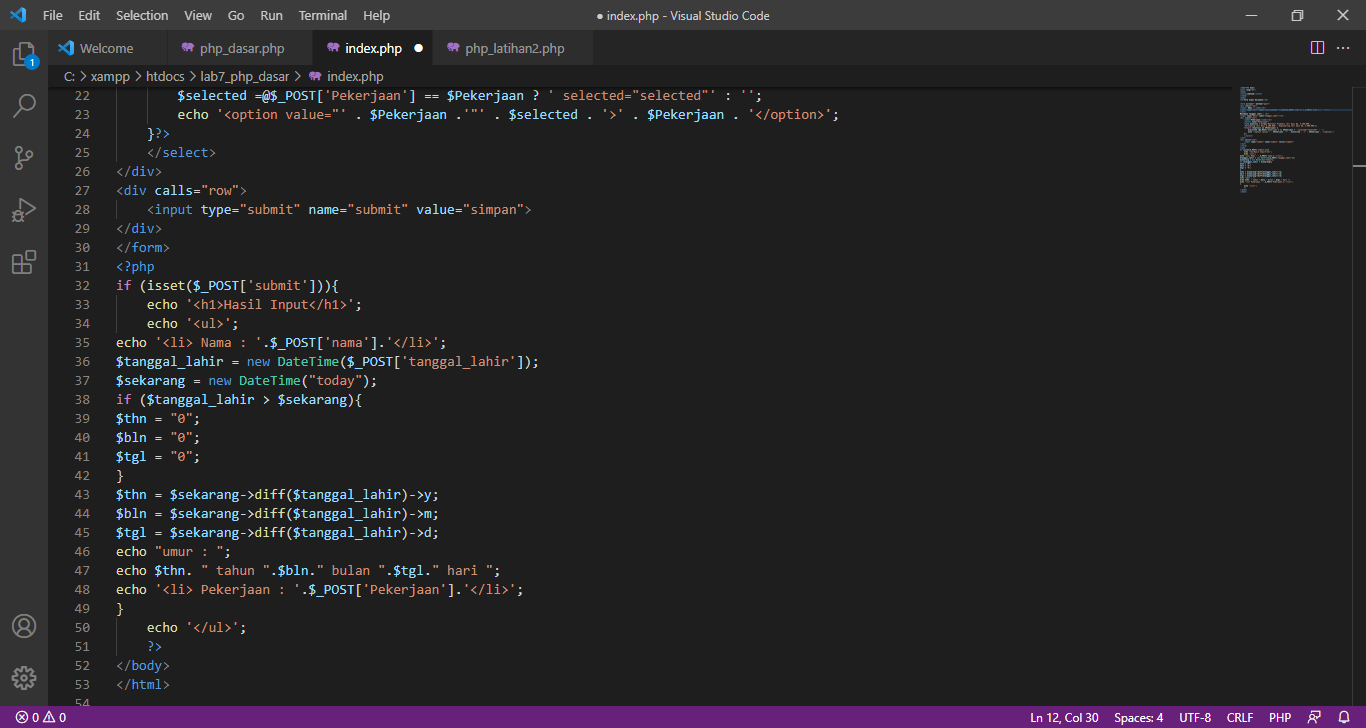 File Edit Selection View Go Run Terminal Help ● index.php - Visual Studio Code
Welcome php_dasar.php index.php ● php_latihan2.php
C: > xampp > htdocs > lab7_php_dasar > index.php
1
22 $selected =@$_POST['Pekerjaan'] == $Pekerjaan ? ' selected="selected"' : '';
23 echo '<option value="' . $Pekerjaan .'"' . $selected . '>' . $Pekerjaan . '</option>';
24 }?>
25 </select>
26 </div>
27 <div calls="row">
28 <input type="submit" name="submit" value="simpan">
29 </div>
30 </form>
31 <?php
32 if (isset($_POST['submit'])){
33 echo '<h1>Hasil Input</h1>';
34 echo '<ul>';
35 echo '<li> Nama : '.$_POST['nama'].'</li>';
36 $tanggal_lahir = new DateTime($_POST['tanggal_lahir']);
37 $sekarang = new DateTime("today");
38 if ($tanggal_lahir > $sekarang){
39 $thn = "0";
40 $bln = "0";
41 $tgl = "0";
42 }
43 $thn = $sekarang->diff($tanggal_lahir)->y;
44 $bln = $sekarang->diff($tanggal_lahir)->m;
45 $tgl = $sekarang->diff($tanggal_lahir)->d;
46 echo "umur : ";
47 echo $thn. " tahun ".$bln." bulan ".$tgl." hari ";
48 echo '<li> Pekerjaan : '.$_POST['Pekerjaan'].'</li>';
49 }
50 echo '</ul>';
51 ?>
52 </body>
53 </html>
54
0 0 Ln 12, Col 30 Spaces: 4 UTF-8 CRLF PHP